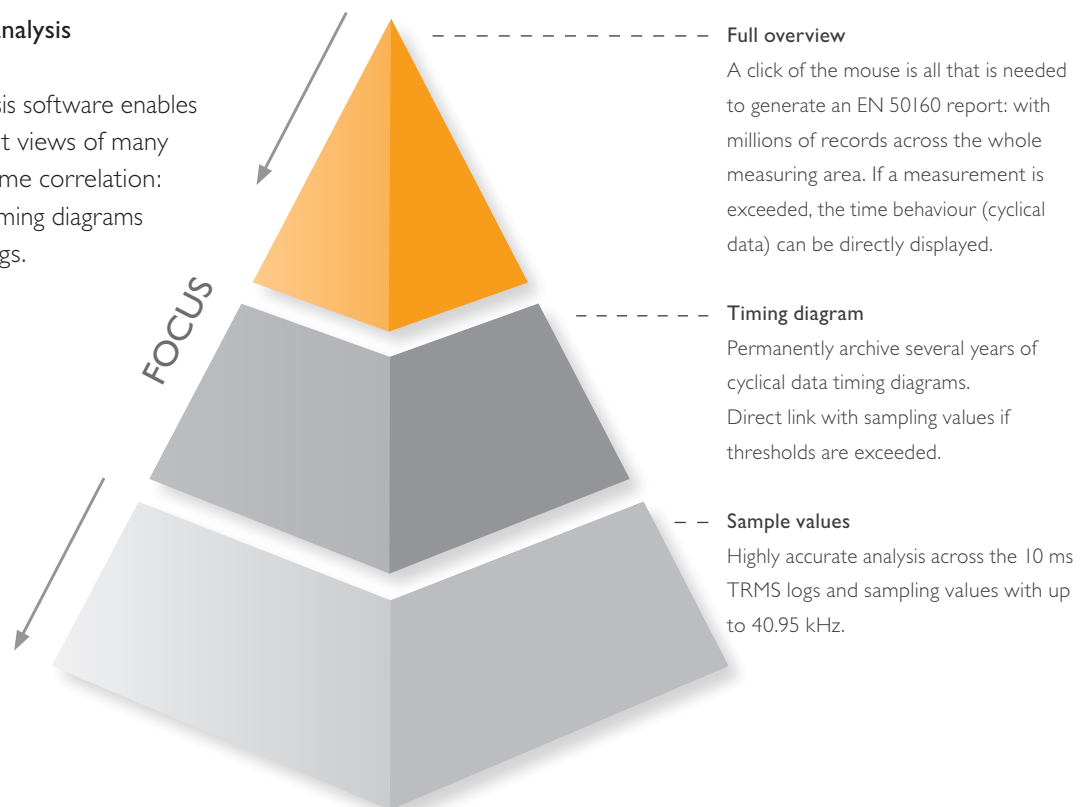 nalysis
sis software enables
t views of many
me correlation:
ming diagrams
gs.
FOCUS
Full overview
A click of the mouse is all that is needed
to generate an EN 50160 report: with
millions of records across the whole
measuring area. If a measurement is
exceeded, the time behaviour (cyclical
data) can be directly displayed.
Timing diagram
Permanently archive several years of
cyclical data timing diagrams.
Direct link with sampling values if
thresholds are exceeded.
Sample values
Highly accurate analysis across the 10 ms
TRMS logs and sampling values with up
to 40.95 kHz.